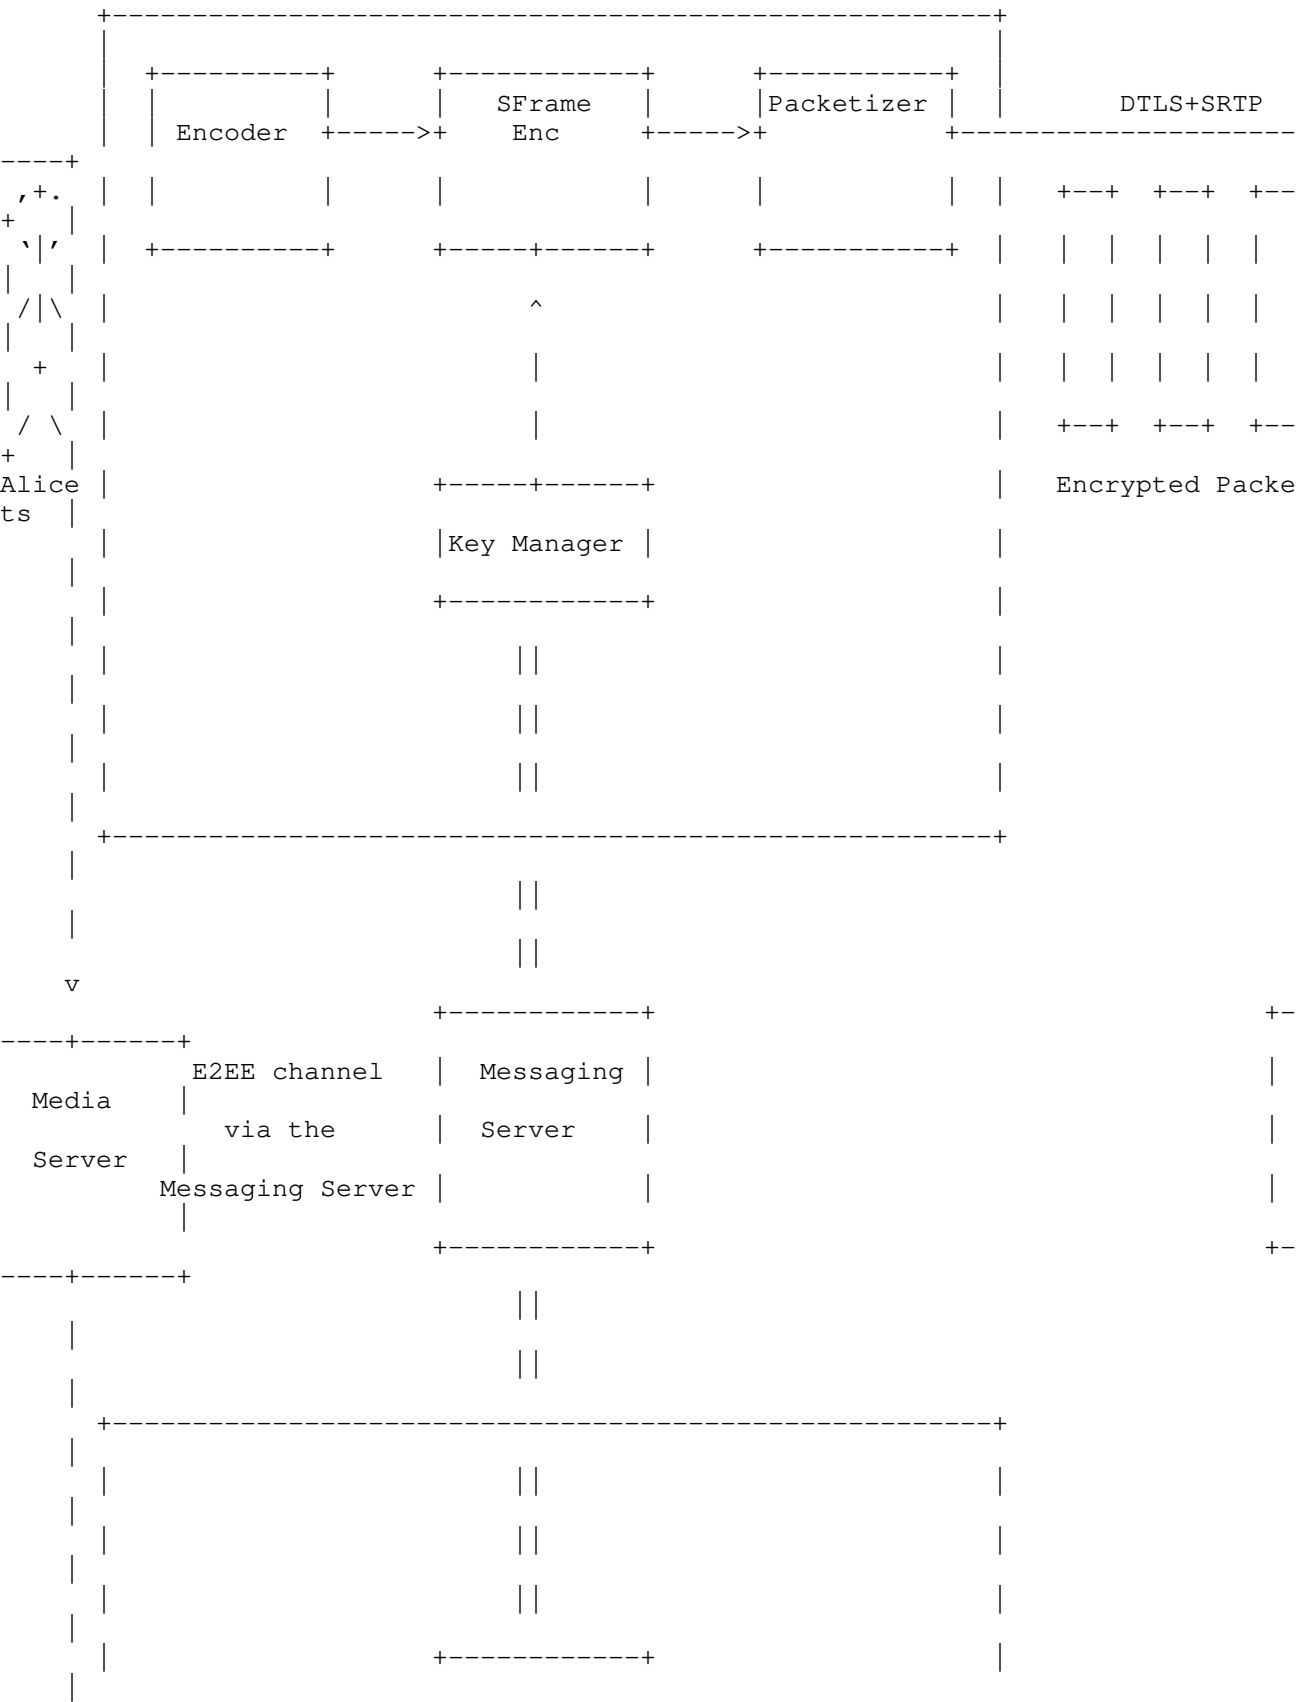 SFrame Packetizer DTLS+SRTP
Encoder Enc
Alice Encrypted Packe
ts
Key Manager
v
E2EE channel Messaging
Media
via the Server
Server
Messaging Server